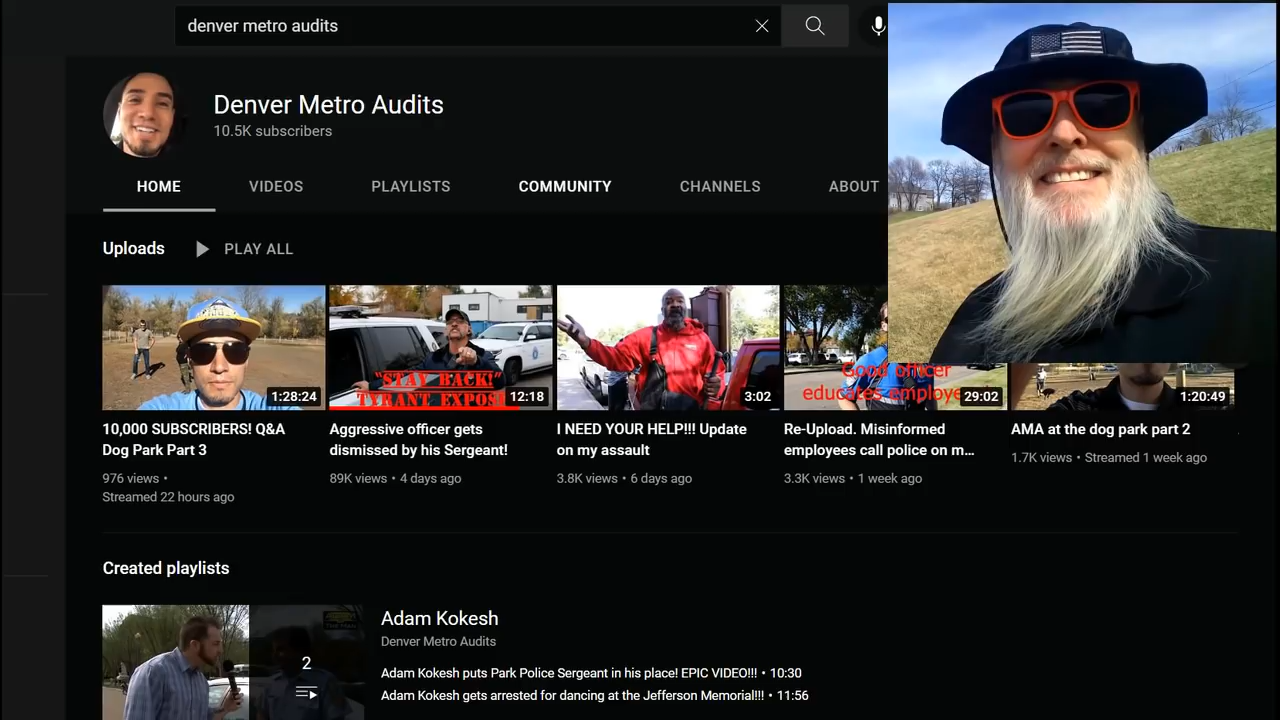 denver metro audits
Denver Metro Audits
10.5K subscribers
HOME VIDEOS PLAYLISTS COMMUNITY CHANNELS ABOUT
Uploads PLAY ALL
1:28:24
"STAY BACK!"
12:18
3:02
Good officer
educates
29:02
1:20:49
10,000 SUBSCRIBERS! Q&A
Dog Park Part 3
976 views •
Streamed 22 hours ago
Aggressive officer gets
dismissed by his Sergeant!
89K views • 4 days ago
I NEED YOUR HELP!!! Update
on my assault
3.8K views • 6 days ago
Re-Upload. Misinformed
employees call police on m...
3.3K views • 1 week ago
AMA at the dog park part 2
1.7K views • Streamed 1 week ago
Created playlists
2
Adam Kokesh
Denver Metro Audits
Adam Kokesh puts Park Police Sergeant in his place! EPIC VIDEO!!! • 10:30
Adam Kokesh gets arrested for dancing at the Jefferson Memorial!!! • 11:56